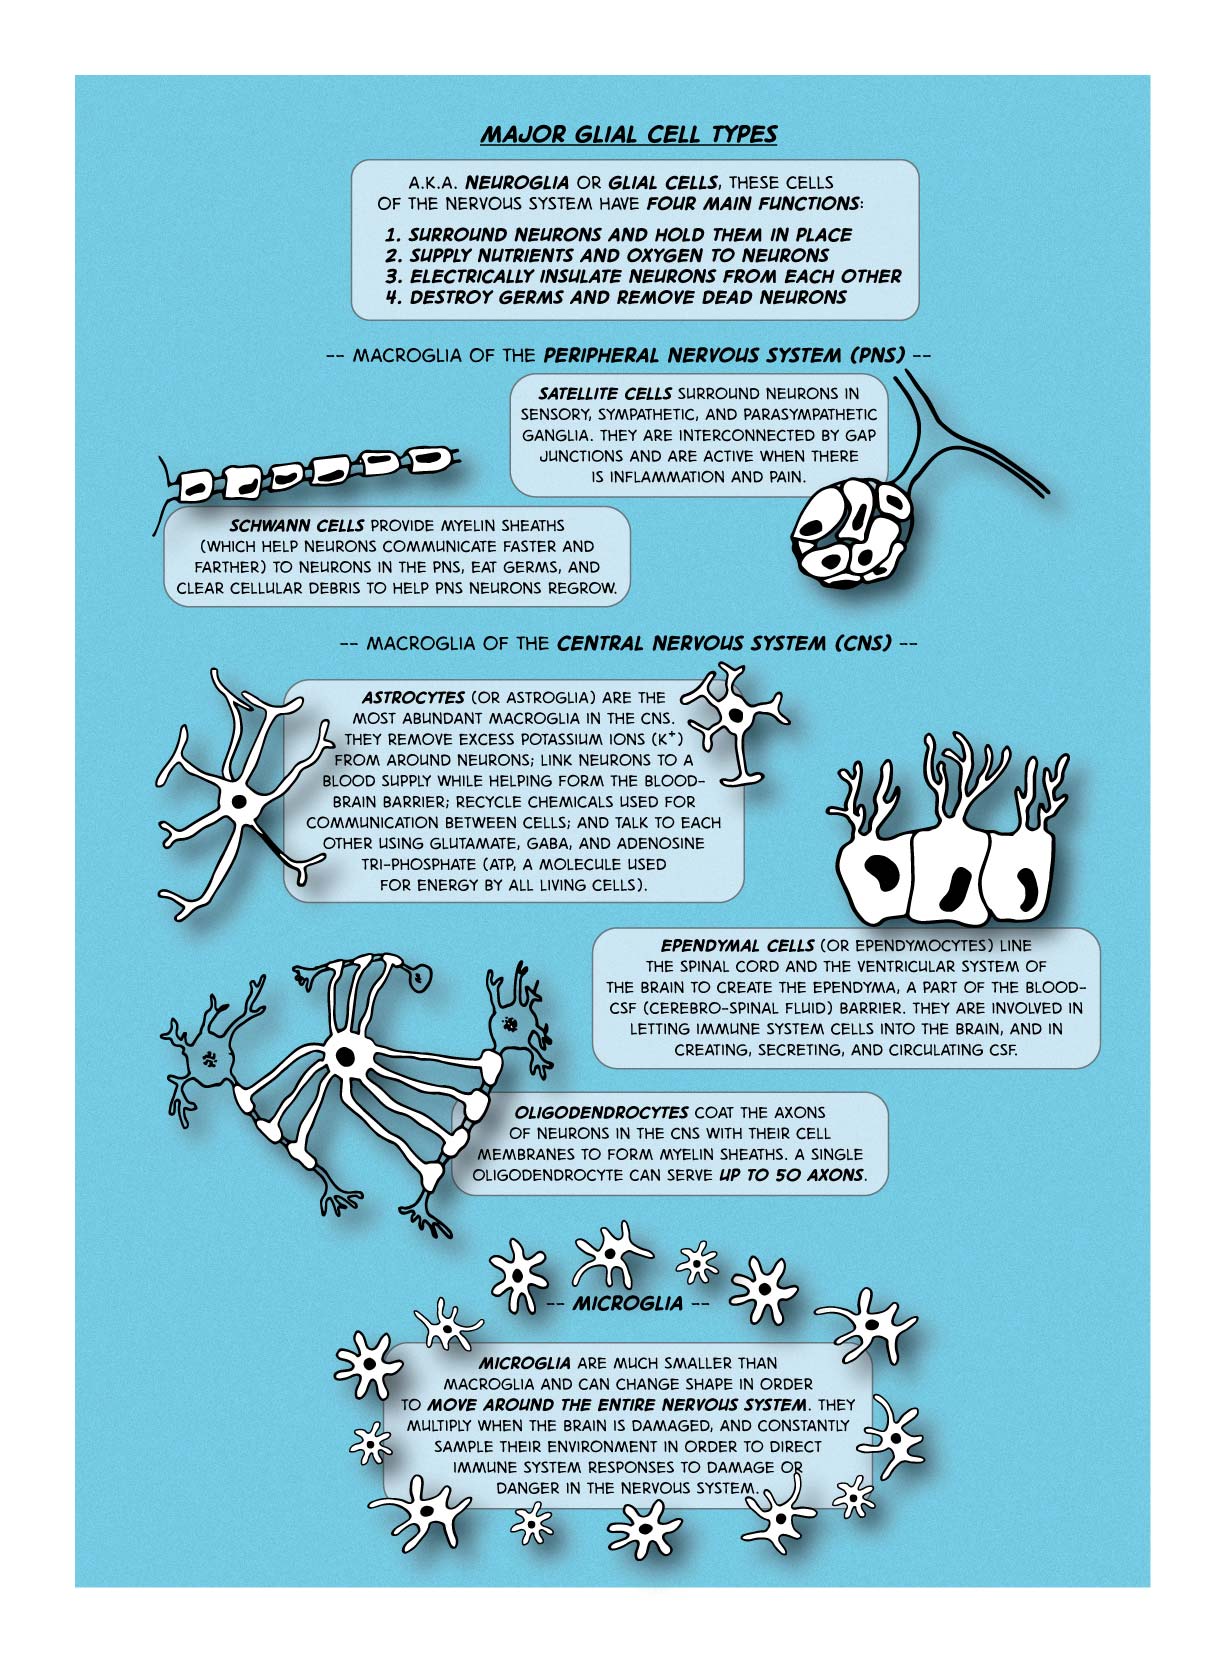 MAJOR GLIAL CELL TYPES
A.K.A. NEUROGLIA OR GLIAL CELLS, THESE CELLS
OF THE NERVOUS SYSTEM HAVE FOUR MAIN FUNCTIONS:
1. SURROUND NEURONS AND HOLD THEM IN PLACE
2. SUPPLY NUTRIENTS AND OXYGEN TO NEURONS
3. ELECTRICALLY INSULATE NEURONS FROM EACH OTHER
4. DESTROY GERMS AND REMOVE DEAD NEURONS
-- MACROGLIA OF THE PERIPHERAL NERVOUS SYSTEM (PNS) --
SATELLITE CELLS SURROUND NEURONS IN
SENSORY, SYMPATHETIC, AND PARASYMPATHETIC
GANGLIA. THEY ARE INTERCONNECTED BY GAP
JUNCTIONS AND ARE ACTIVE WHEN THERE
IS INFLAMMATION AND PAIN.
SCHWANN CELLS PROVIDE MYELIN SHEATHS
(WHICH HELP NEURONS COMMUNICATE FASTER AND
FARTHER) TO NEURONS IN THE PNS, EAT GERMS, AND
CLEAR CELLULAR DEBRIS TO HELP PNS NEURONS REGROW.
-- MACROGLIA OF THE CENTRAL NERVOUS SYSTEM (CNS) --
ASTROCYTES (OR ASTROGLIA) ARE THE
MOST ABUNDANT MACROGLIA IN THE CNS.
THEY REMOVE EXCESS POTASSIUM IONS (K+)
FROM AROUND NEURONS; LINK NEURONS TO A
BLOOD SUPPLY WHILE HELPING FORM THE BLOOD-
BRAIN BARRIER; RECYCLE CHEMICALS USED FOR
COMMUNICATION BETWEEN CELLS; AND TALK TO EACH
OTHER USING GLUTAMATE, GABA, AND ADENOSINE
TRI-PHOSPHATE (ATP, A MOLECULE USED
FOR ENERGY BY ALL LIVING CELLS).
EPENDYMAL CELLS (OR EPENDYMOCYTES) LINE
THE SPINAL CORD AND THE VENTRICULAR SYSTEM OF
THE BRAIN TO CREATE THE EPENDYMA, A PART OF THE BLOOD-
CSF (CEREBRO-SPINAL FLUID) BARRIER. THEY ARE INVOLVED IN
LETTING IMMUNE SYSTEM CELLS INTO THE BRAIN, AND IN
CREATING, SECRETING, AND CIRCULATING CSF.
OLIGODENDROCYTES COAT THE AXONS
OF NEURONS IN THE CNS WITH THEIR CELL
MEMBRANES TO FORM MYELIN SHEATHS. A SINGLE
OLIGODENDROCYTE CAN SERVE UP TO 50 AXONS.
-- MICROGLIA --
MICROGLIA ARE MUCH SMALLER THAN
MACROGLIA AND CAN CHANGE SHAPE IN ORDER
TO MOVE AROUND THE ENTIRE NERVOUS SYSTEM. THEY
MULTIPLY WHEN THE BRAIN IS DAMAGED, AND CONSTANTLY
SAMPLE THEIR ENVIRONMENT IN ORDER TO DIRECT
IMMUNE SYSTEM RESPONSES TO DAMAGE OR
DANGER IN THE NERVOUS SYSTEM.